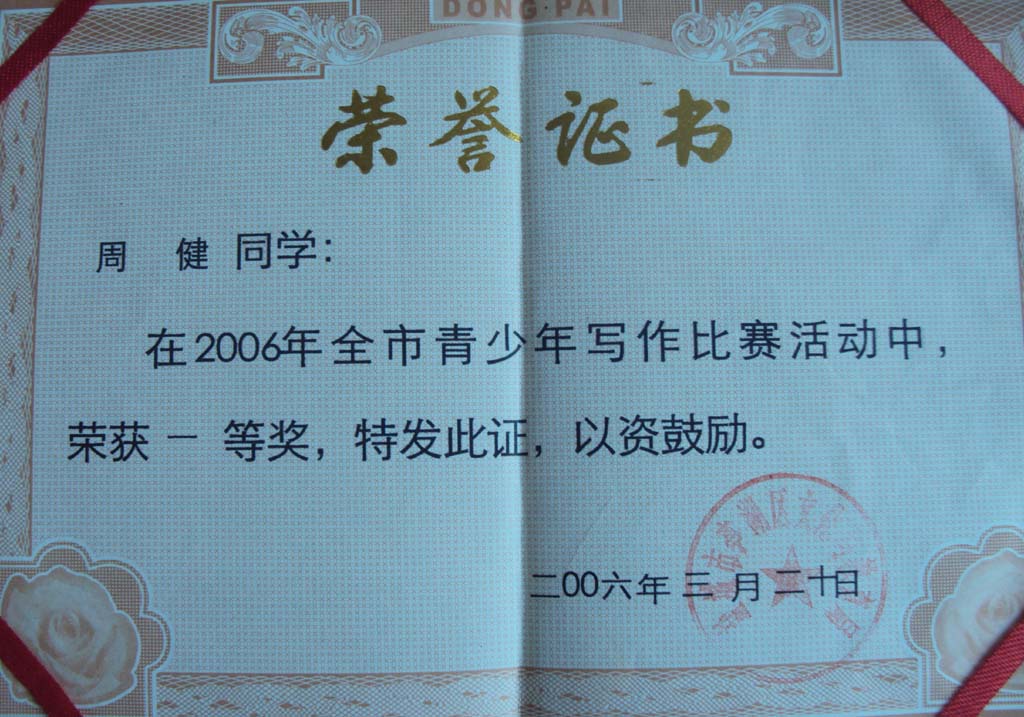 DONG·PAI
荣誉证书
周 健 同学：
在2006年全市青少年写作比赛活动中，
荣获 一 等奖，特发此证，以资鼓励。
二00六年 三 月 二十日